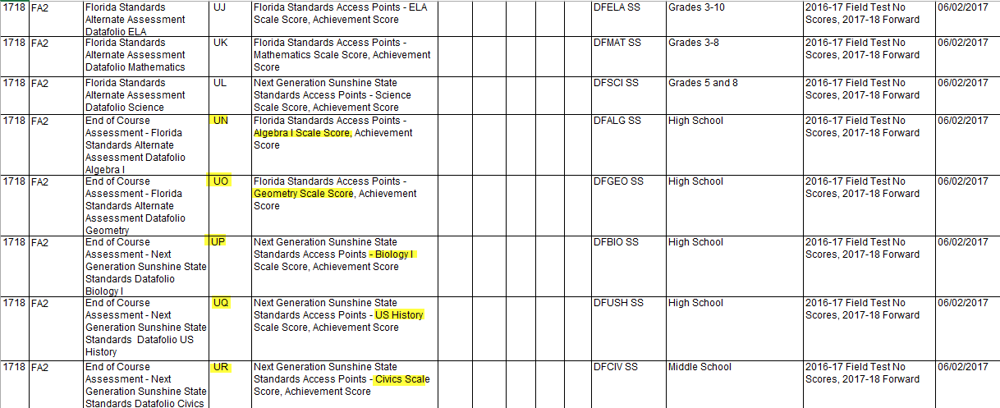 1718 FA2 Florida Standards UJ Florida Standards Access Points - ELA DFELA SS Grades 3-10 2016-17 Field Test No 06/02/2017
Alternate Assessment Scale Score, Achievement Score Scores, 2017-18 Forward
Datafolio ELA
1718 FA2 Florida Standards UK Florida Standards Access Points - DFMAT SS Grades 3-8 2016-17 Field Test No 06/02/2017
Alternate Assessment Mathematics Scale Score, Achievement Scores, 2017-18 Forward
Datafolio Mathematics Score
1718 FA2 Florida Standards UL Next Generation Sunshine State DFSCI SS Grades 5 and 8 2016-17 Field Test No 06/02/2017
Alternate Assessment Standards Access Points - Science Scores, 2017-18 Forward
Datafolio Science Scale Score, Achievement Score
1718 FA2 End of Course UN Florida Standards Access Points - DFALG SS High School 2016-17 Field Test No 06/02/2017
Assessment - Florida Algebra I Scale Score, Achievement Scores, 2017-18 Forward
Standards Alternate Score
Assessment Datafolio
Algebra I
1718 FA2 End of Course UO Florida Standards Access Points - DFGEO SS High School 2016-17 Field Test No 06/02/2017
Assessment - Florida Geometry Scale Score, Achievement Scores, 2017-18 Forward
Standards Alternate Score
Assessment Datafolio
Geometry
1718 FA2 End of Course UP Next Generation Sunshine State DFBIO SS High School 2016-17 Field Test No 06/02/2017
Assessment - Next Standards Access Points - Biology I Scores, 2017-18 Forward
Generation Sunshine State Scale Score, Achievement Score
Standards Datafolio
Biology I
1718 FA2 End of Course UQ Next Generation Sunshine State DFUSH SS High School 2016-17 Field Test No 06/02/2017
Assessment - Next Standards Access Points - US History Scores, 2017-18 Forward
Generation Sunshine State Scale Score, Achievement Score
Standards Datafolio US
History
1718 FA2 End of Course UR Next Generation Sunshine State DFCIV SS Middle School 2016-17 Field Test No 06/02/2017
Assessment - Next Standards Access Points - Civics Scale Scores, 2017-18 Forward
Generation Sunshine State Score, Achievement Score
Standards Datafolio Civics